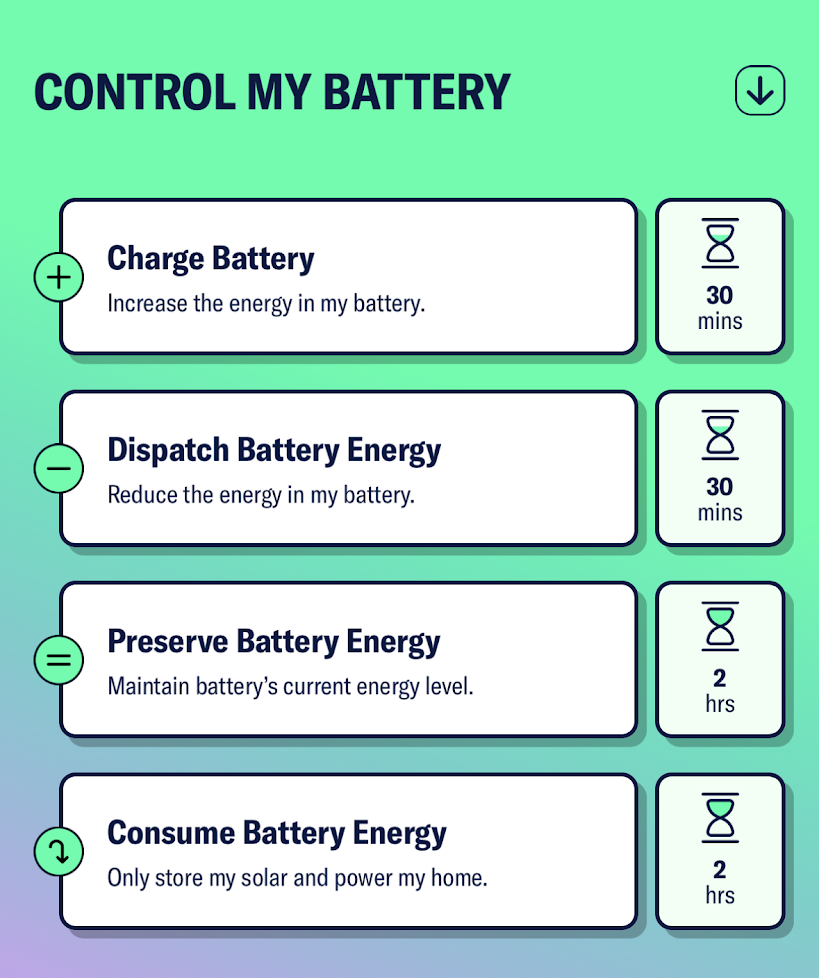 CONTROL MY BATTERY
Charge Battery
Increase the energy in my battery.
30
mins
Dispatch Battery Energy
Reduce the energy in my battery.
30
mins
Preserve Battery Energy
Maintain battery’s current energy level.
2
hrs
Consume Battery Energy
Only store my solar and power my home.
2
hrs